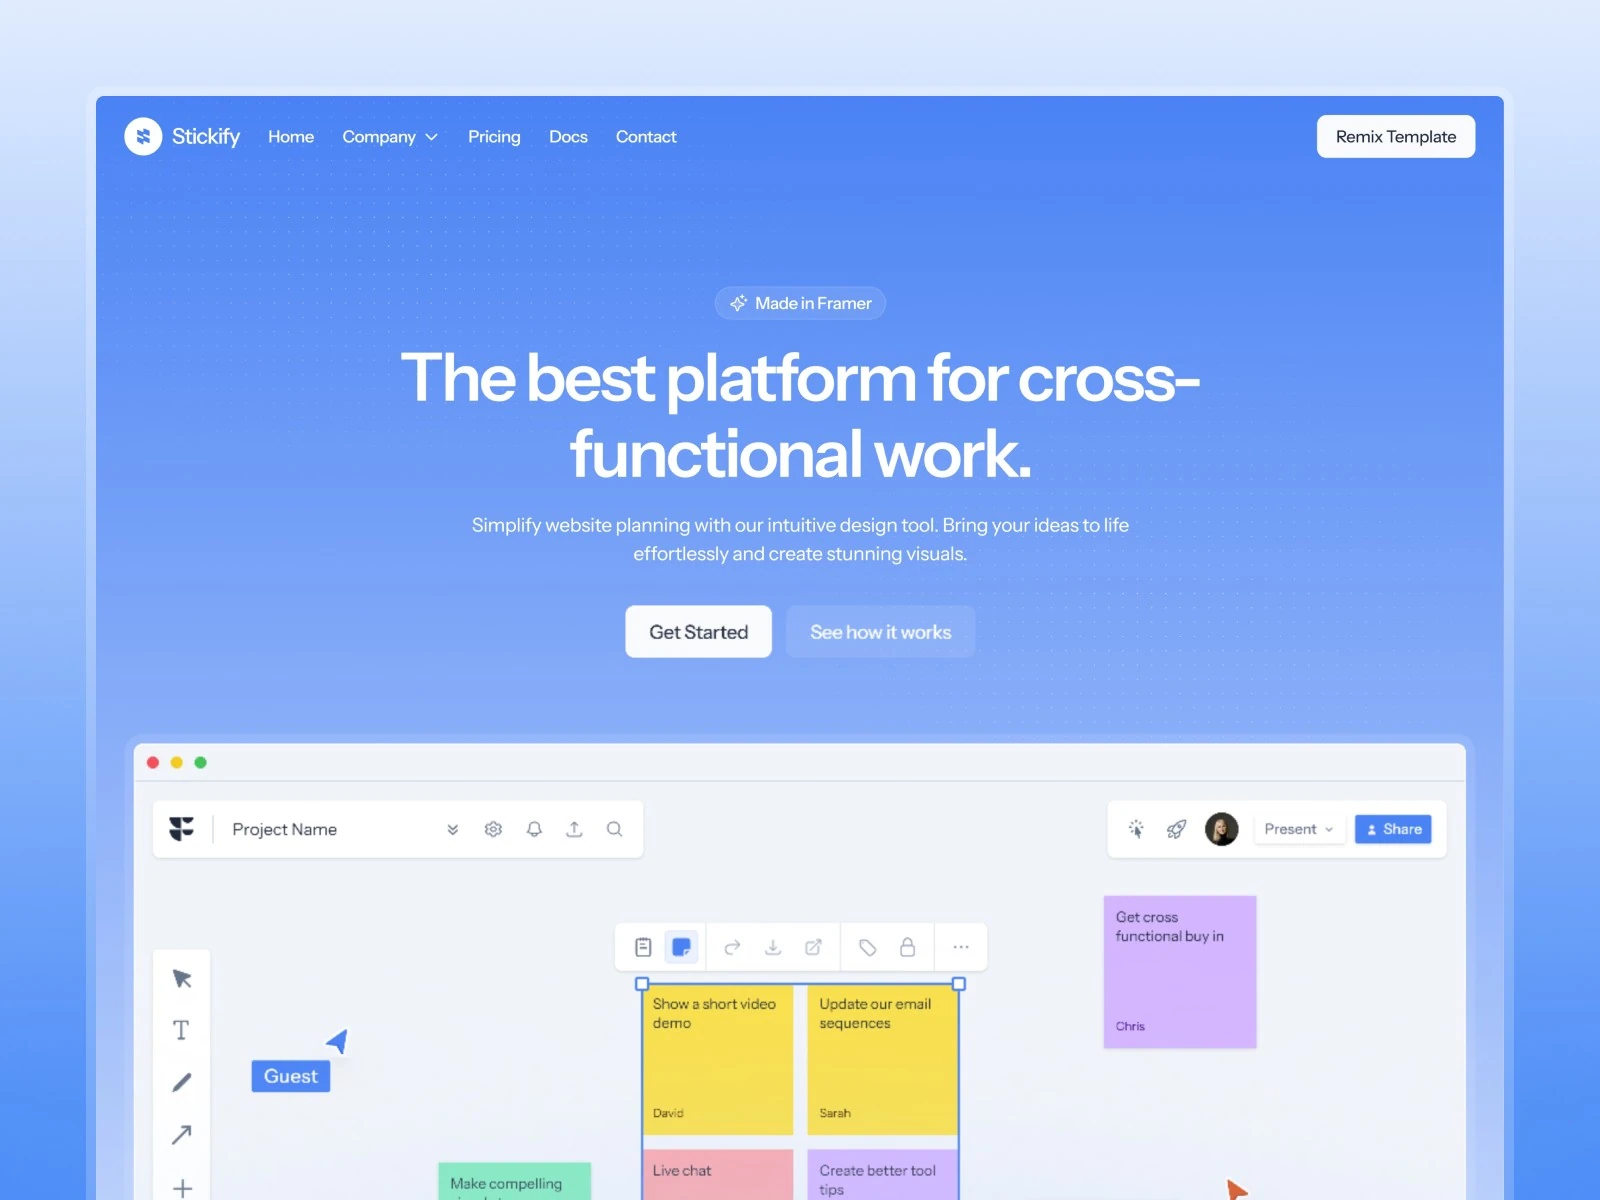 Stickify
Home
Company
Pricing
Docs
Contact
Remix Template
Made in Framer
The best platform for cross-
functional work.
Simplify website planning with our intuitive design tool. Bring your ideas to life
effortlessly and create stunning visuals.
Get Started
See how it works
Project Name
Present
Share
Get cross
functional buy in
Chris
Show a short video
demo
David
Update our email
sequences
Sarah
T
Guest
Live chat
Create better tool
tips
Make compelling